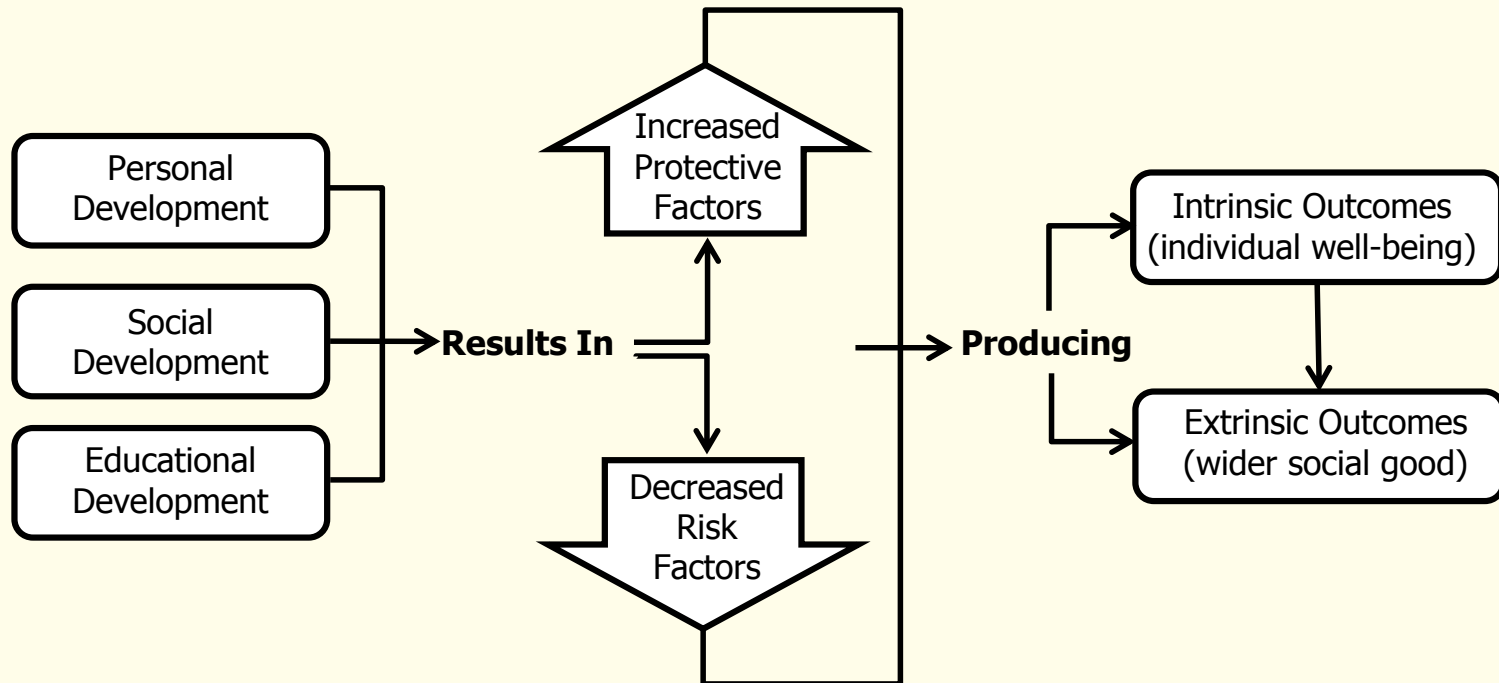 Personal
Development
Social
Development
Educational
Development
Results In
Increased
Protective
Factors
Decreased
Risk
Factors
Producing
Intrinsic Outcomes
(individual well-being)
Extrinsic Outcomes
(wider social good)